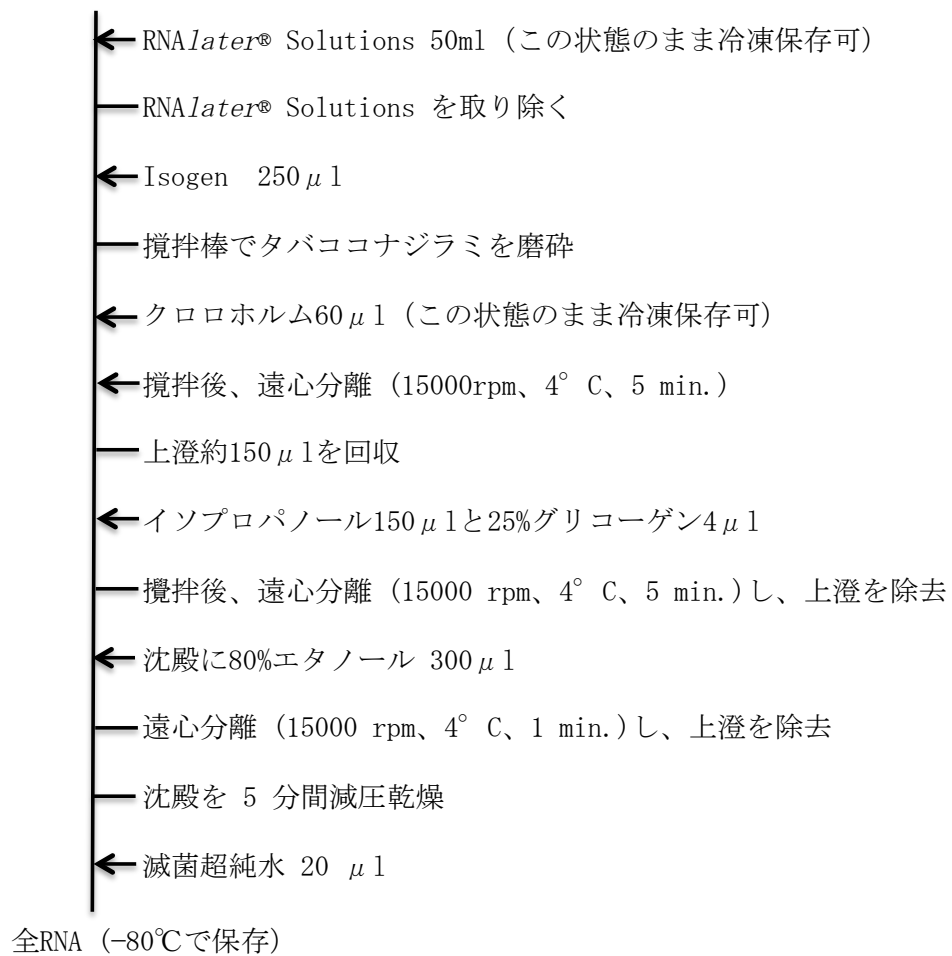 RNAlater® Solutions 50ml (この状態のまま冷凍保存可)
RNAlater® Solutions を取り除く
Isogen 250μl
撹拌棒でタバココナジラミを磨砕
クロロホルム60μl (この状態のまま冷凍保存可)
撹拌後、遠心分離 (15000rpm、4°C、5 min.)
上澄約150μlを回収
イソプロパノール150μlと25%グリコーゲン4μl
攪拌後、遠心分離 (15000 rpm、4°C、5 min.)し、上澄を除去
沈殿に80%エタノール 300μl
遠心分離 (15000 rpm、4°C、1 min.)し、上澄を除去
沈殿を 5 分間減圧乾燥
滅菌超純水 20 μl
全RNA (-80℃で保存)